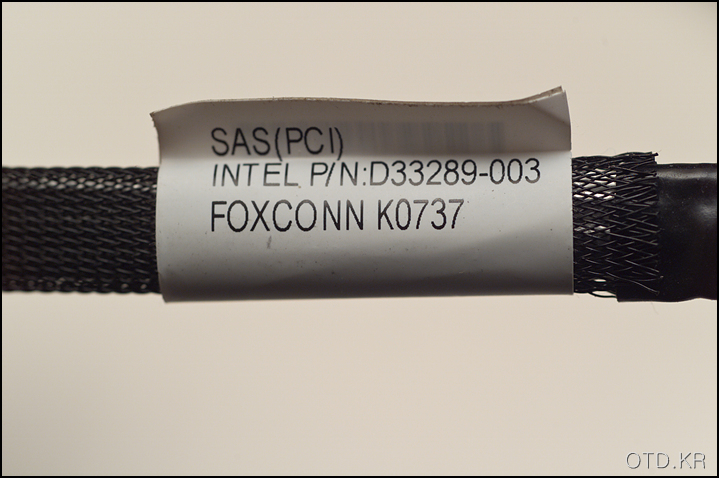 SAS(PCI)
INTEL P/N:D33289-003
FOXCONN K0737
OTD.KR